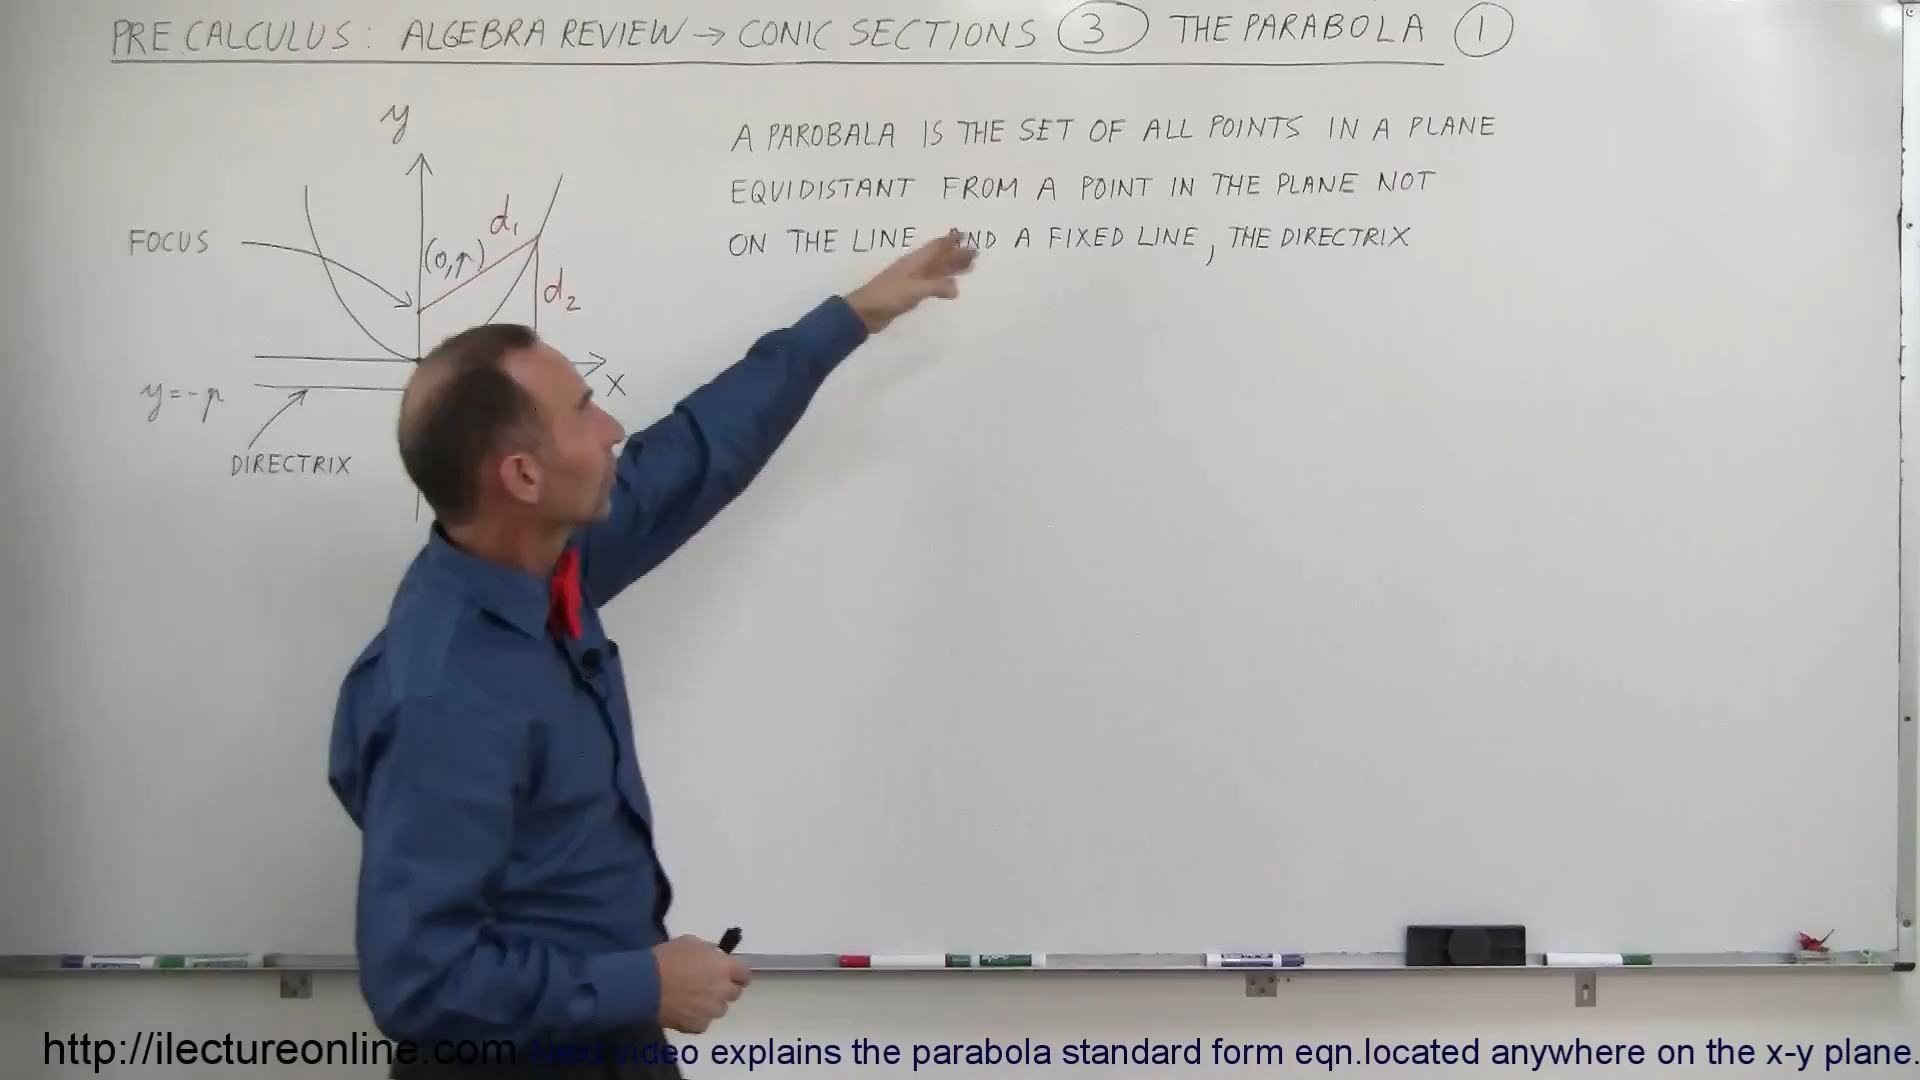 PRE CALCULUS: ALGEBRA REVIEW → CONIC SECTIONS 3 THE PARABOLA 1
y
A PAROBALA IS THE SET OF ALL POINTS IN A PLANE
EQUIDISTANT FROM A POINT IN THE PLANE NOT
ON THE LINE AND A FIXED LINE, THE DIRECTRIX
FOCUS
d₁
(0,p)
d₂
x
y=-p
DIRECTRIX
http://ilectureonline.com Next video explains the parabola standard form eqn.located anywhere on the x-y plane.